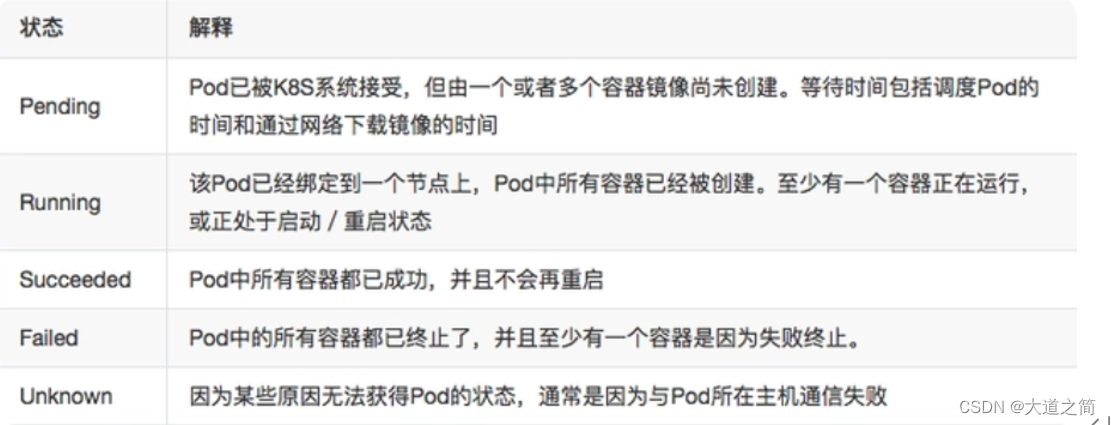 状态 解释
Pod已被K8S系统接受，但由一个或者多个容器镜像尚未创建。等待时间包括调度Pod的
Pending
时间和通过网络下载镜像的时间
该Pod已经绑定到一个节点上，Pod中所有容器已经被创建。至少有一个容器正在运行，
Running
或正处于启动 / 重启状态
Succeeded Pod中所有容器都已成功，并且不会再重启
Failed Pod中的所有容器都已终止了，并且至少有一个容器是因为失败终止。
Unknown 因为某些原因无法获得Pod的状态，通常是因为与Pod所在主机通信失败
CSDN @大道之简